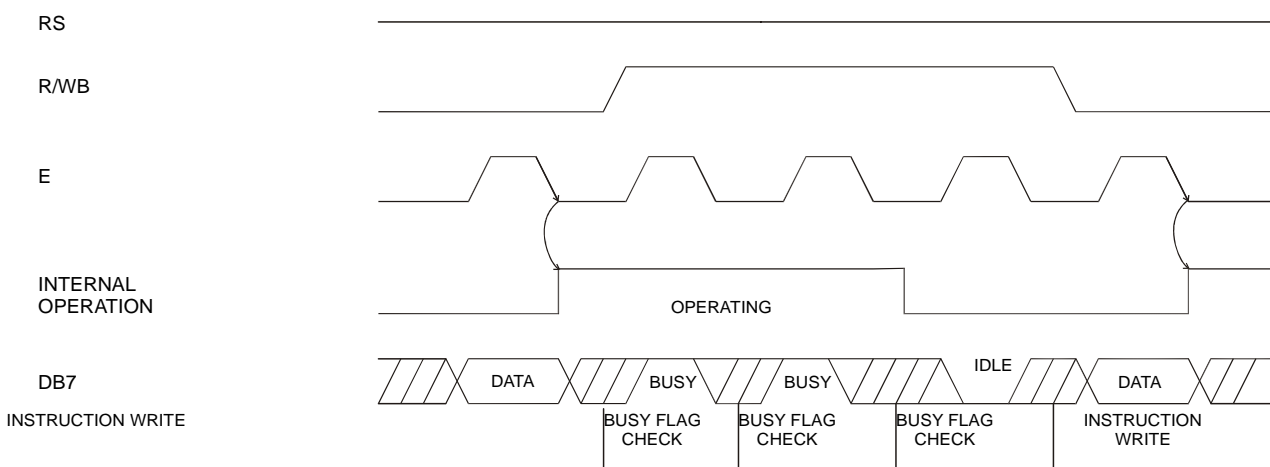 RS
R/WB
E
INTERNAL
OPERATION
OPERATING
DB7
DATA
BUSY
BUSY
IDLE
DATA
INSTRUCTION WRITE
BUSY FLAG
CHECK
BUSY FLAG
CHECK
BUSY FLAG
CHECK
INSTRUCTION
WRITE